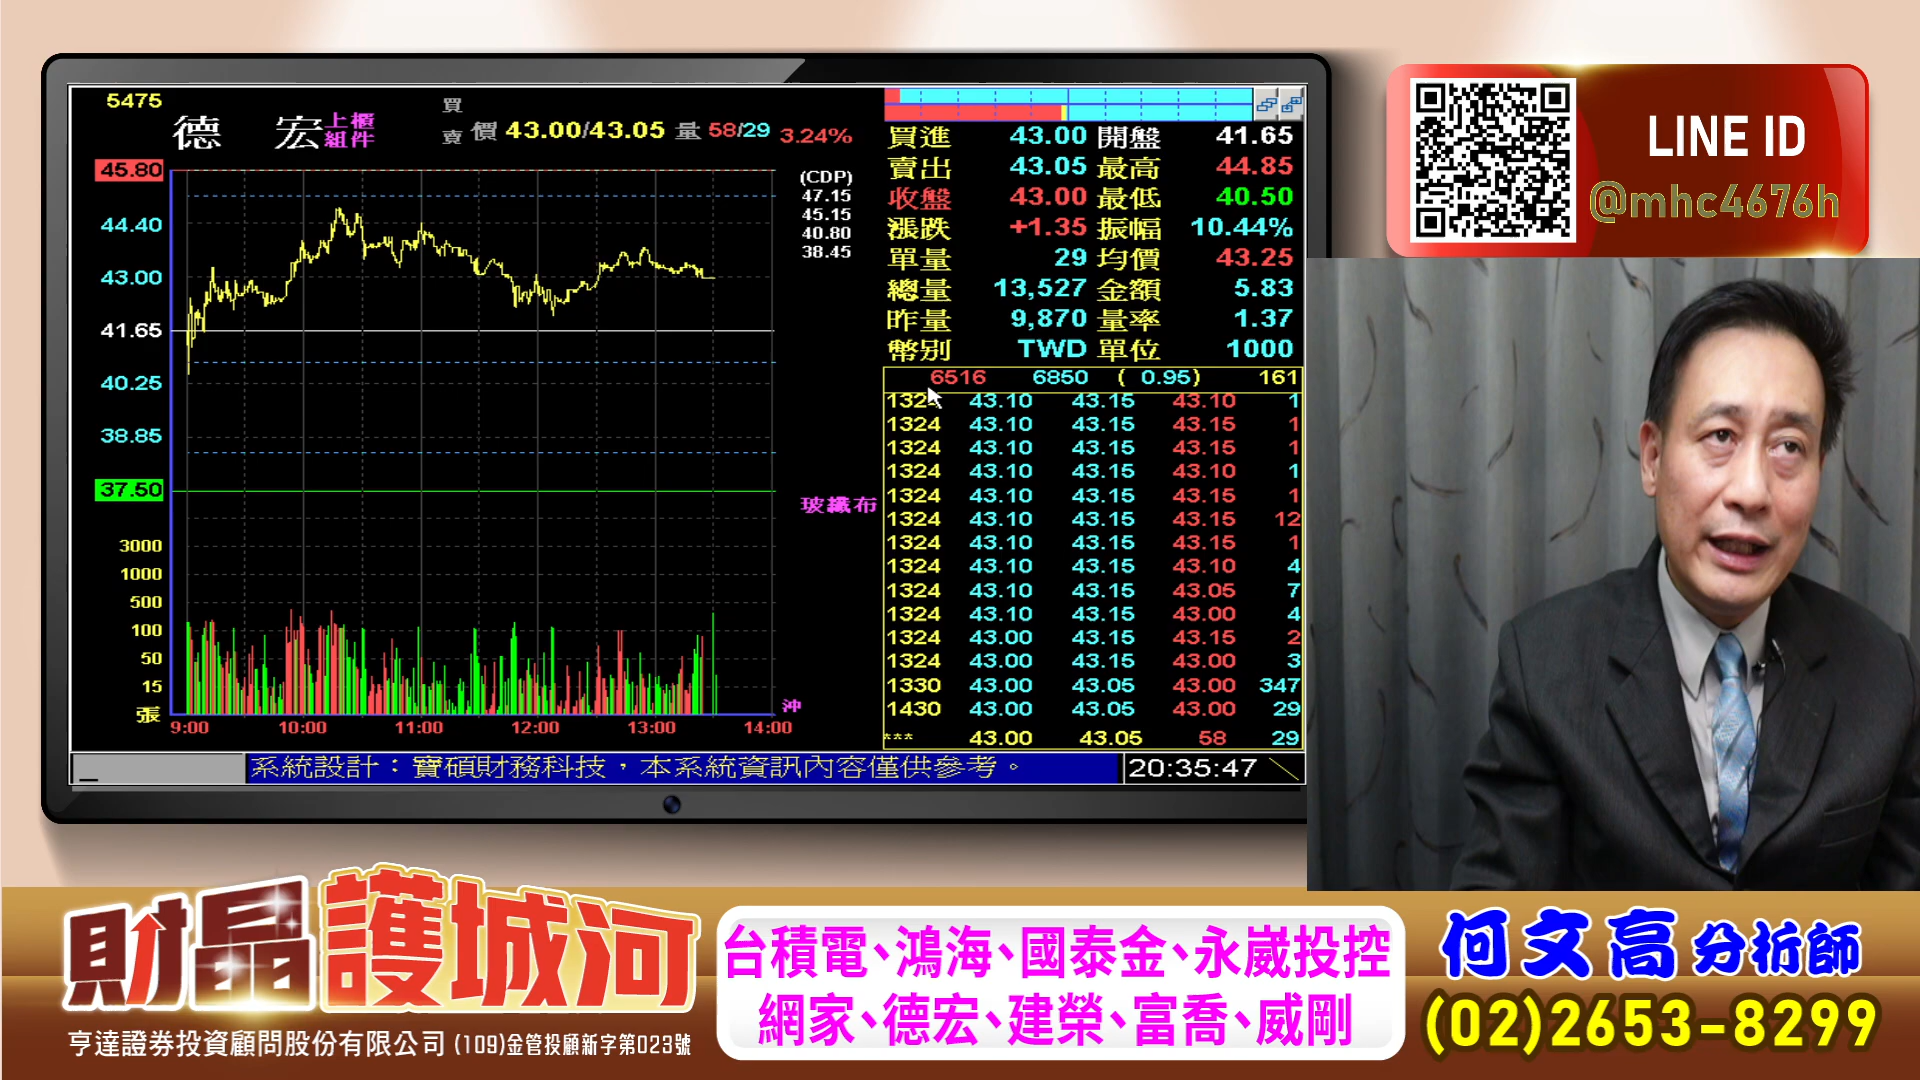 5475
德宏
上櫃
組件
買
賣
價 43.00/43.05 量 58/29 3.24%
45.80
44.40
43.00
41.65
40.25
38.85
37.50
3000
1000
500
100
50
15
張
9:00 10:00 11:00 12:00 13:00 14:00
(CDP)
47.15
45.15
40.80
38.45
玻纖布
沖
買進 43.00 開盤 41.65
賣出 43.05 最高 44.85
收盤 43.00 最低 40.50
漲跌 +1.35 振幅 10.44%
單量 29 均價 43.25
總量 13,527 金額 5.83
昨量 9,870 量率 1.37
幣別 TWD 單位 1000
6516 6850 ( 0.95) 161
1324 43.10 43.15 43.10 1
1324 43.10 43.15 43.15 1
1324 43.10 43.15 43.15 1
1324 43.10 43.15 43.10 1
1324 43.10 43.15 43.15 1
1324 43.10 43.15 43.15 12
1324 43.10 43.15 43.15 1
1324 43.10 43.15 43.10 4
1324 43.10 43.15 43.05 7
1324 43.10 43.15 43.00 4
1324 43.00 43.15 43.15 2
1324 43.00 43.15 43.00 3
1330 43.00 43.05 43.00 347
1430 43.00 43.05 43.00 29
*** 43.00 43.05 58 29
系統設計：寶碩財務科技，本系統資訊內容僅供參考。
20:35:47
LINE ID
@mhc4676h
財晶護城河
亨達證券投資顧問股份有限公司 (109)金管投顧新字第023號
台積電、鴻海、國泰金、永崴投控
網家、德宏、建榮、富喬、威剛
何文高 分析師
(02)2653-8299